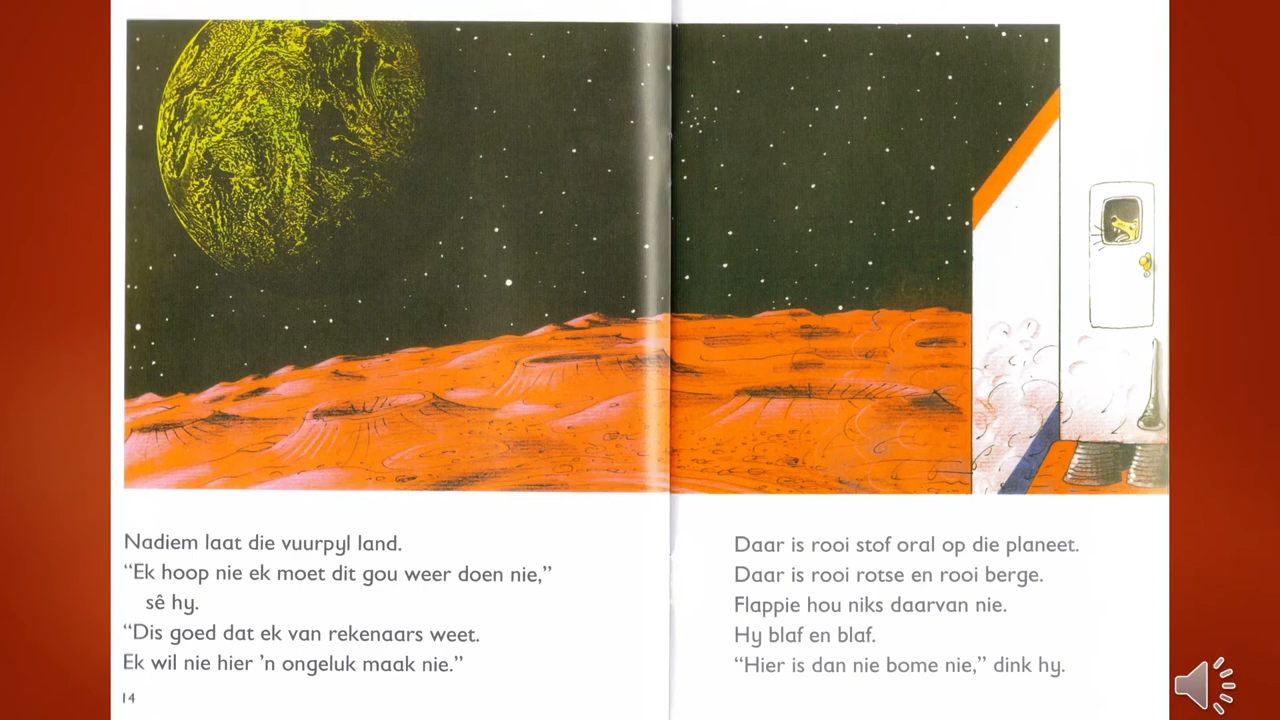 Nadiem laat die vuurpyl land.
“Ek hoop nie ek moet dit gou weer doen nie,”
sê hy.
“Dis goed dat ek van rekenaars weet.
Ek wil nie hier ’n ongeluk maak nie.”
14
Daar is rooi stof oral op die planeet.
Daar is rooi rotse en rooi berge.
Flappie hou niks daarvan nie.
Hy blaf en blaf.
“Hier is dan nie bome nie,” dink hy.